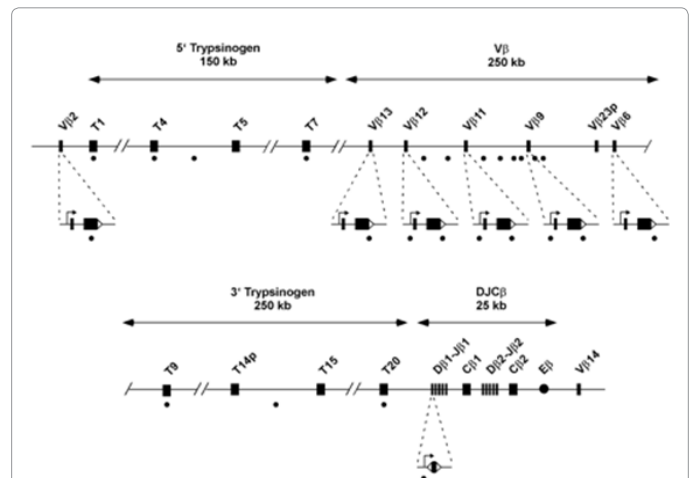 5' Trypsinogen
150 kb
Vβ
250 kb
Vβ2 T1 T4 T5 T7 Vβ13 Vβ12 Vβ11 Vβ9 Vβ23p Vβ6
3' Trypsinogen
250 kb
DJCβ
25 kb
T9 T14p T15 T20 Dβ1-Jβ1 Cβ1 Dβ2-Jβ2 Cβ2 Eβ Vβ14